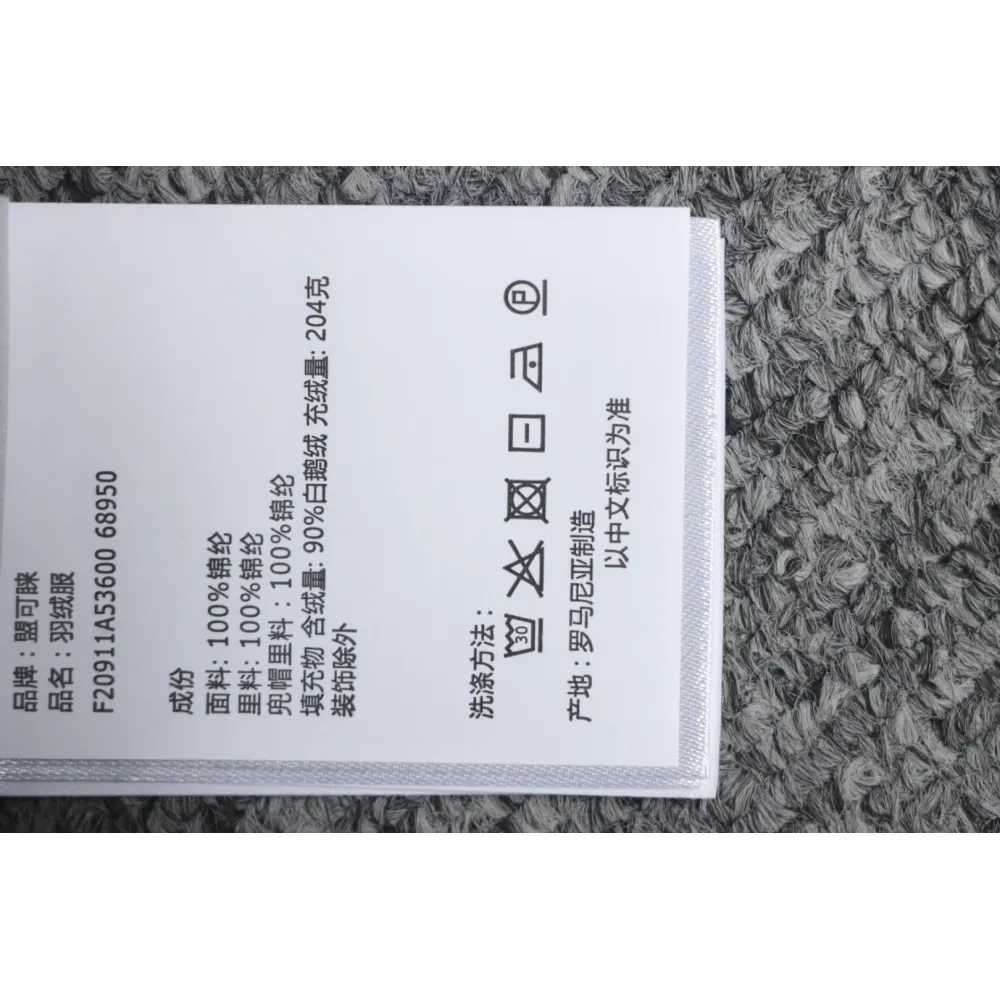 品牌：盟可睐
品名：羽绒服
F20911A53600 68950
成份
面料：100%锦纶
里料：100%锦纶
兜帽里料：100%锦纶
填充物 含绒量: 90%白鹅绒 充绒量: 204克
装饰除外
洗涤方法：
30 P
产地：罗马尼亚制造
以中文标识为准